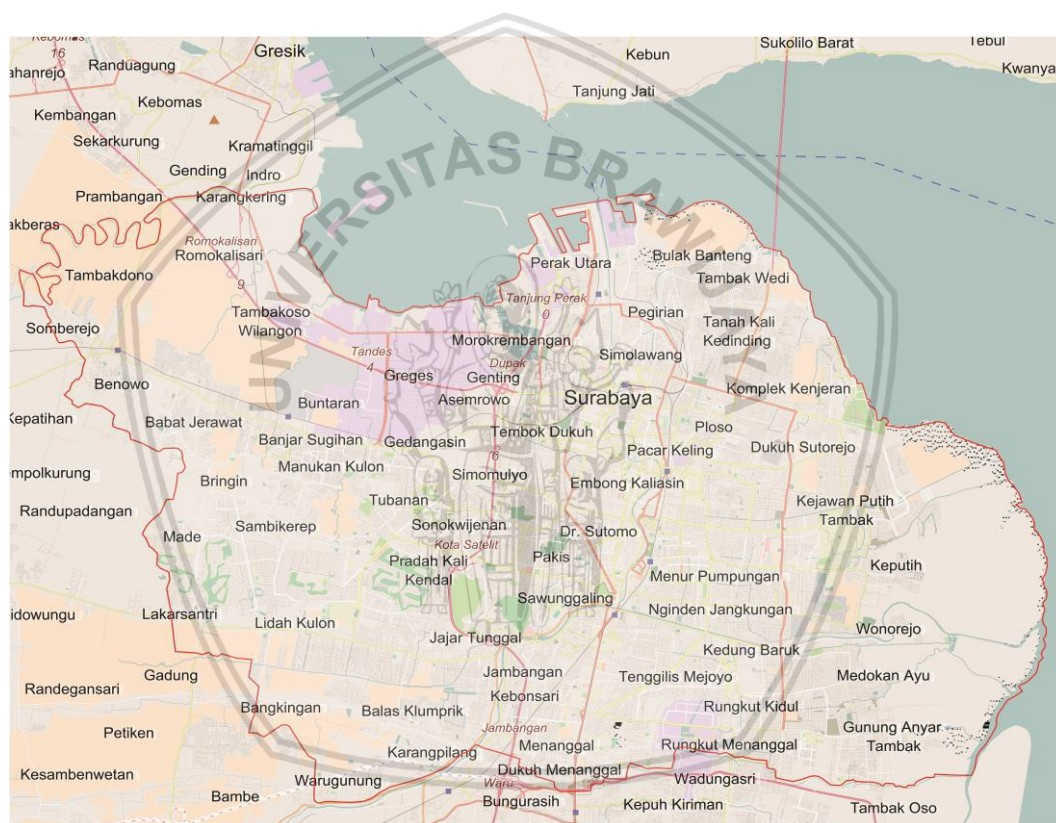 Kebomas
16
ahanrejo
Randuagung
Gresik
Kebun
Sukolilo Barat
Tebul
Kwanya
Tanjung Jati
Kebomas
Kembangan
Sekarkurung
Kramatinggil
Gending
Indro
Prambangan
Karangkering
akberas
Romokalisari
Romokalisari
9
Tambakdono
UNIVERSITAS BRAWIJAYA
Perak Utara
Bulak Banteng
Tambak Wedi
Tanjung Perak
0
Pegirian
Tanah Kali
Kedinding
Tambakoso
Wilangon
Somberejo
Morokrembangan
Simolawang
Tandes
4
Greges
Dupak
Genting
Benowo
Asemrowo
Surabaya
Komplek Kenjeran
Buntaran
Kepatihan
Babat Jerawat
Banjar Sugihan
Gedangasin
Tembok Dukuh
Ploso
Pacar Keling
Dukuh Sutorejo
6
empolkurung
Bringin
Manukan Kulon
Simomulyo
Embong Kaliasin
Tubanan
Kejawan Putih
Tambak
Randupadangan
Made
Sambikerep
Sonokwijenan
Dr. Sutomo
Kota Satelit
Pradah Kali
Kendal
Pakis
Menur Pumpungan
Keputih
Sawunggaling
idowungu
Lakarsantri
Lidah Kulon
Nginden Jangkungan
Wonorejo
Jajar Tunggal
Kedung Baruk
Gadung
Jambangan
Tenggilis Mejoyo
Medokan Ayu
Randegansari
Kebonsari
Bangkingan
Balas Klumprik
Rungkut Kidul
Petiken
Jambangan
Gunung Anyar
Tambak
Karangpilang
Menanggal
Rungkut Menanggal
Kesambenwetan
Warugunung
Dukuh Menanggal
Waru
Wadungasri
Bambe
Bungurasih
Kepuh Kiriman
Tambak Oso